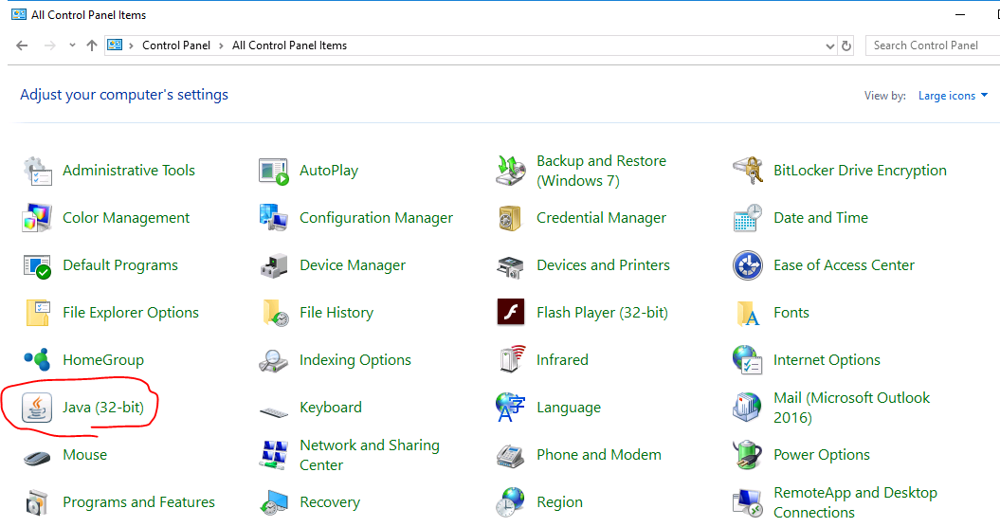 All Control Panel Items
Control Panel > All Control Panel Items
Search Control Panel
Adjust your computer's settings
View by: Large icons
Administrative Tools
AutoPlay
Backup and Restore
(Windows 7)
BitLocker Drive Encryption
Color Management
Configuration Manager
Credential Manager
Date and Time
Default Programs
Device Manager
Devices and Printers
Ease of Access Center
File Explorer Options
File History
Flash Player (32-bit)
Fonts
HomeGroup
Indexing Options
Infrared
Internet Options
Java (32-bit)
Keyboard
Language
Mail (Microsoft Outlook
2016)
Mouse
Network and Sharing
Center
Phone and Modem
Power Options
Programs and Features
Recovery
Region
RemoteApp and Desktop
Connections